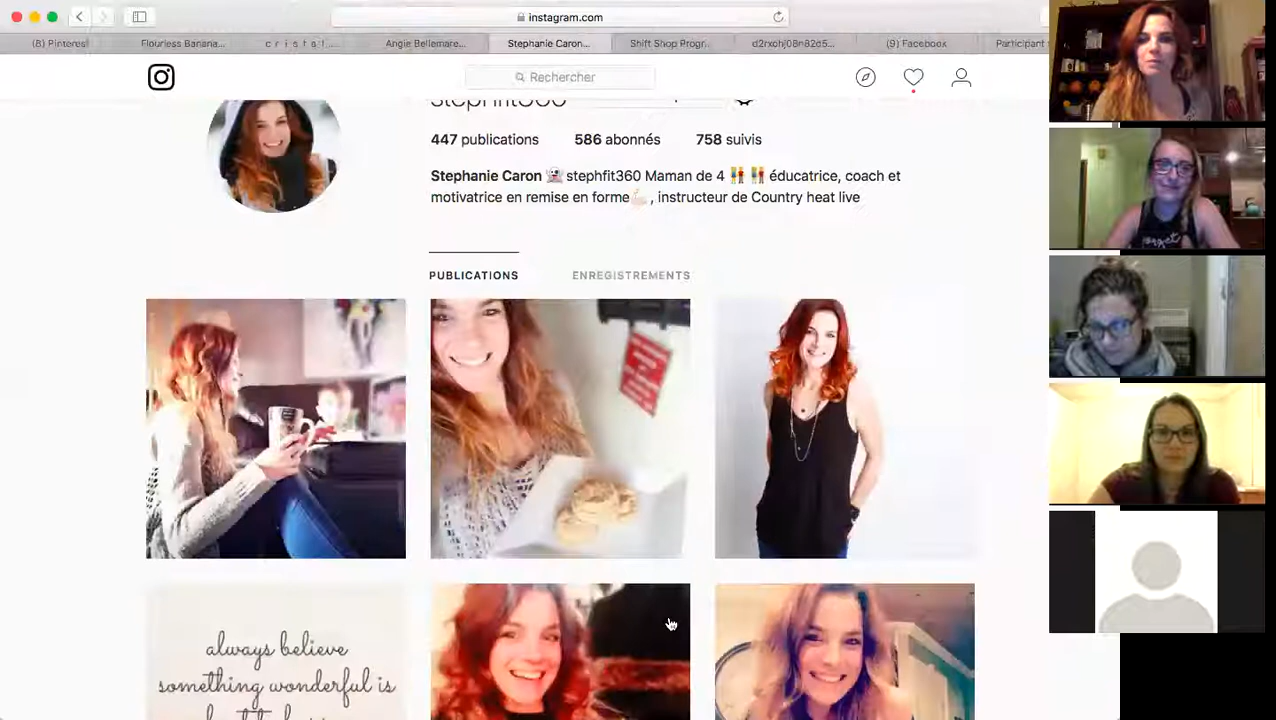 instagram.com
(8) Pinterest
Flourless Banana...
c r i s t a l ....
Angie Bellemare...
Stephanie Caron...
Shift Shop Progr...
d2rxohj08n82d5...
(9) Facebook
Participant
Rechercher
stephfit360
447 publications 586 abonnés 758 suivis
Stephanie Caron 👻stephfit360 Maman de 4 👬 👬 éducatrice, coach et
motivatrice en remise en forme💪🏻, instructeur de Country heat live
PUBLICATIONS ENREGISTREMENTS
always believe
something wonderful is